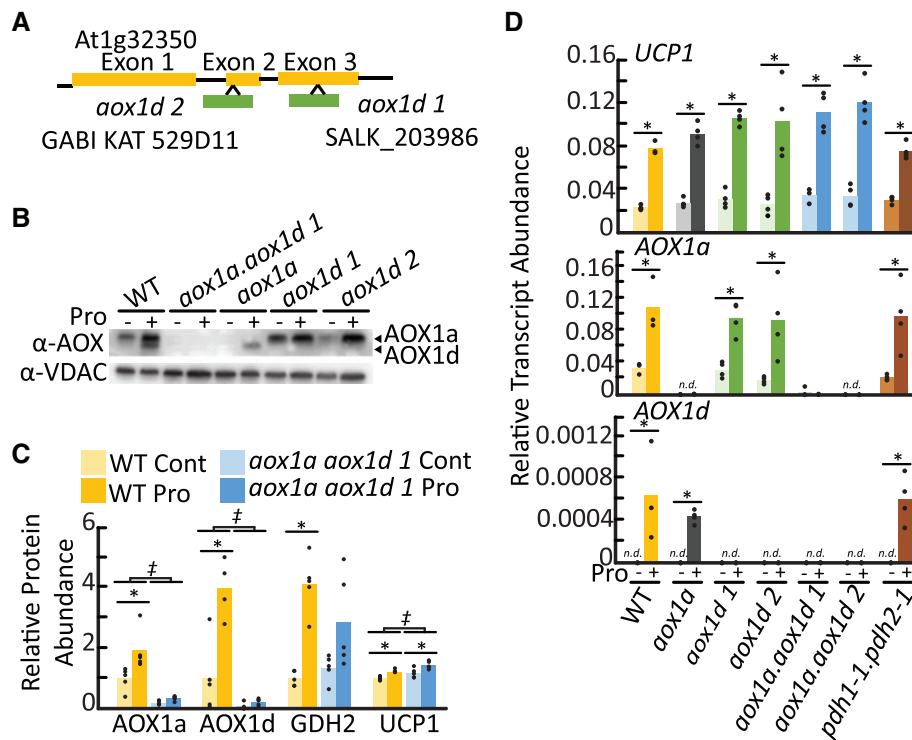 A
At1g32350
Exon 1 Exon 2 Exon 3
aox1d 2 aox1d 1
GABI KAT 529D11 SALK_203986
B
WT aox1a.aox1d 1 aox1a aox1d 1 aox1d 2
Pro - + - + - + - + - +
α-AOX AOX1a
AOX1d
α-VDAC
C
WT Cont aox1a aox1d 1 Cont
WT Pro aox1a aox1d 1 Pro
Relative Protein Abundance
6
4
2
0
‡ ‡ ‡
* * * * *
AOX1a AOX1d GDH2 UCP1
D
Relative Transcript Abundance
UCP1
0.16
0.12
0.08
0.04
0
* * * * * * *
AOX1a
0.16
0.12
0.08
0.04
0
* * * *
n.d. n.d.
AOX1d
0.0012
0.0008
0.0004
0
* * *
n.d. n.d. n.d. n.d. n.d. n.d. n.d.
Pro - + - + - + - + - + - + - +
WT aox1a aox1d 1 aox1d 2 aox1a.aox1d 1 aox1a.aox1d 2 pdh1-1.pdh2-1